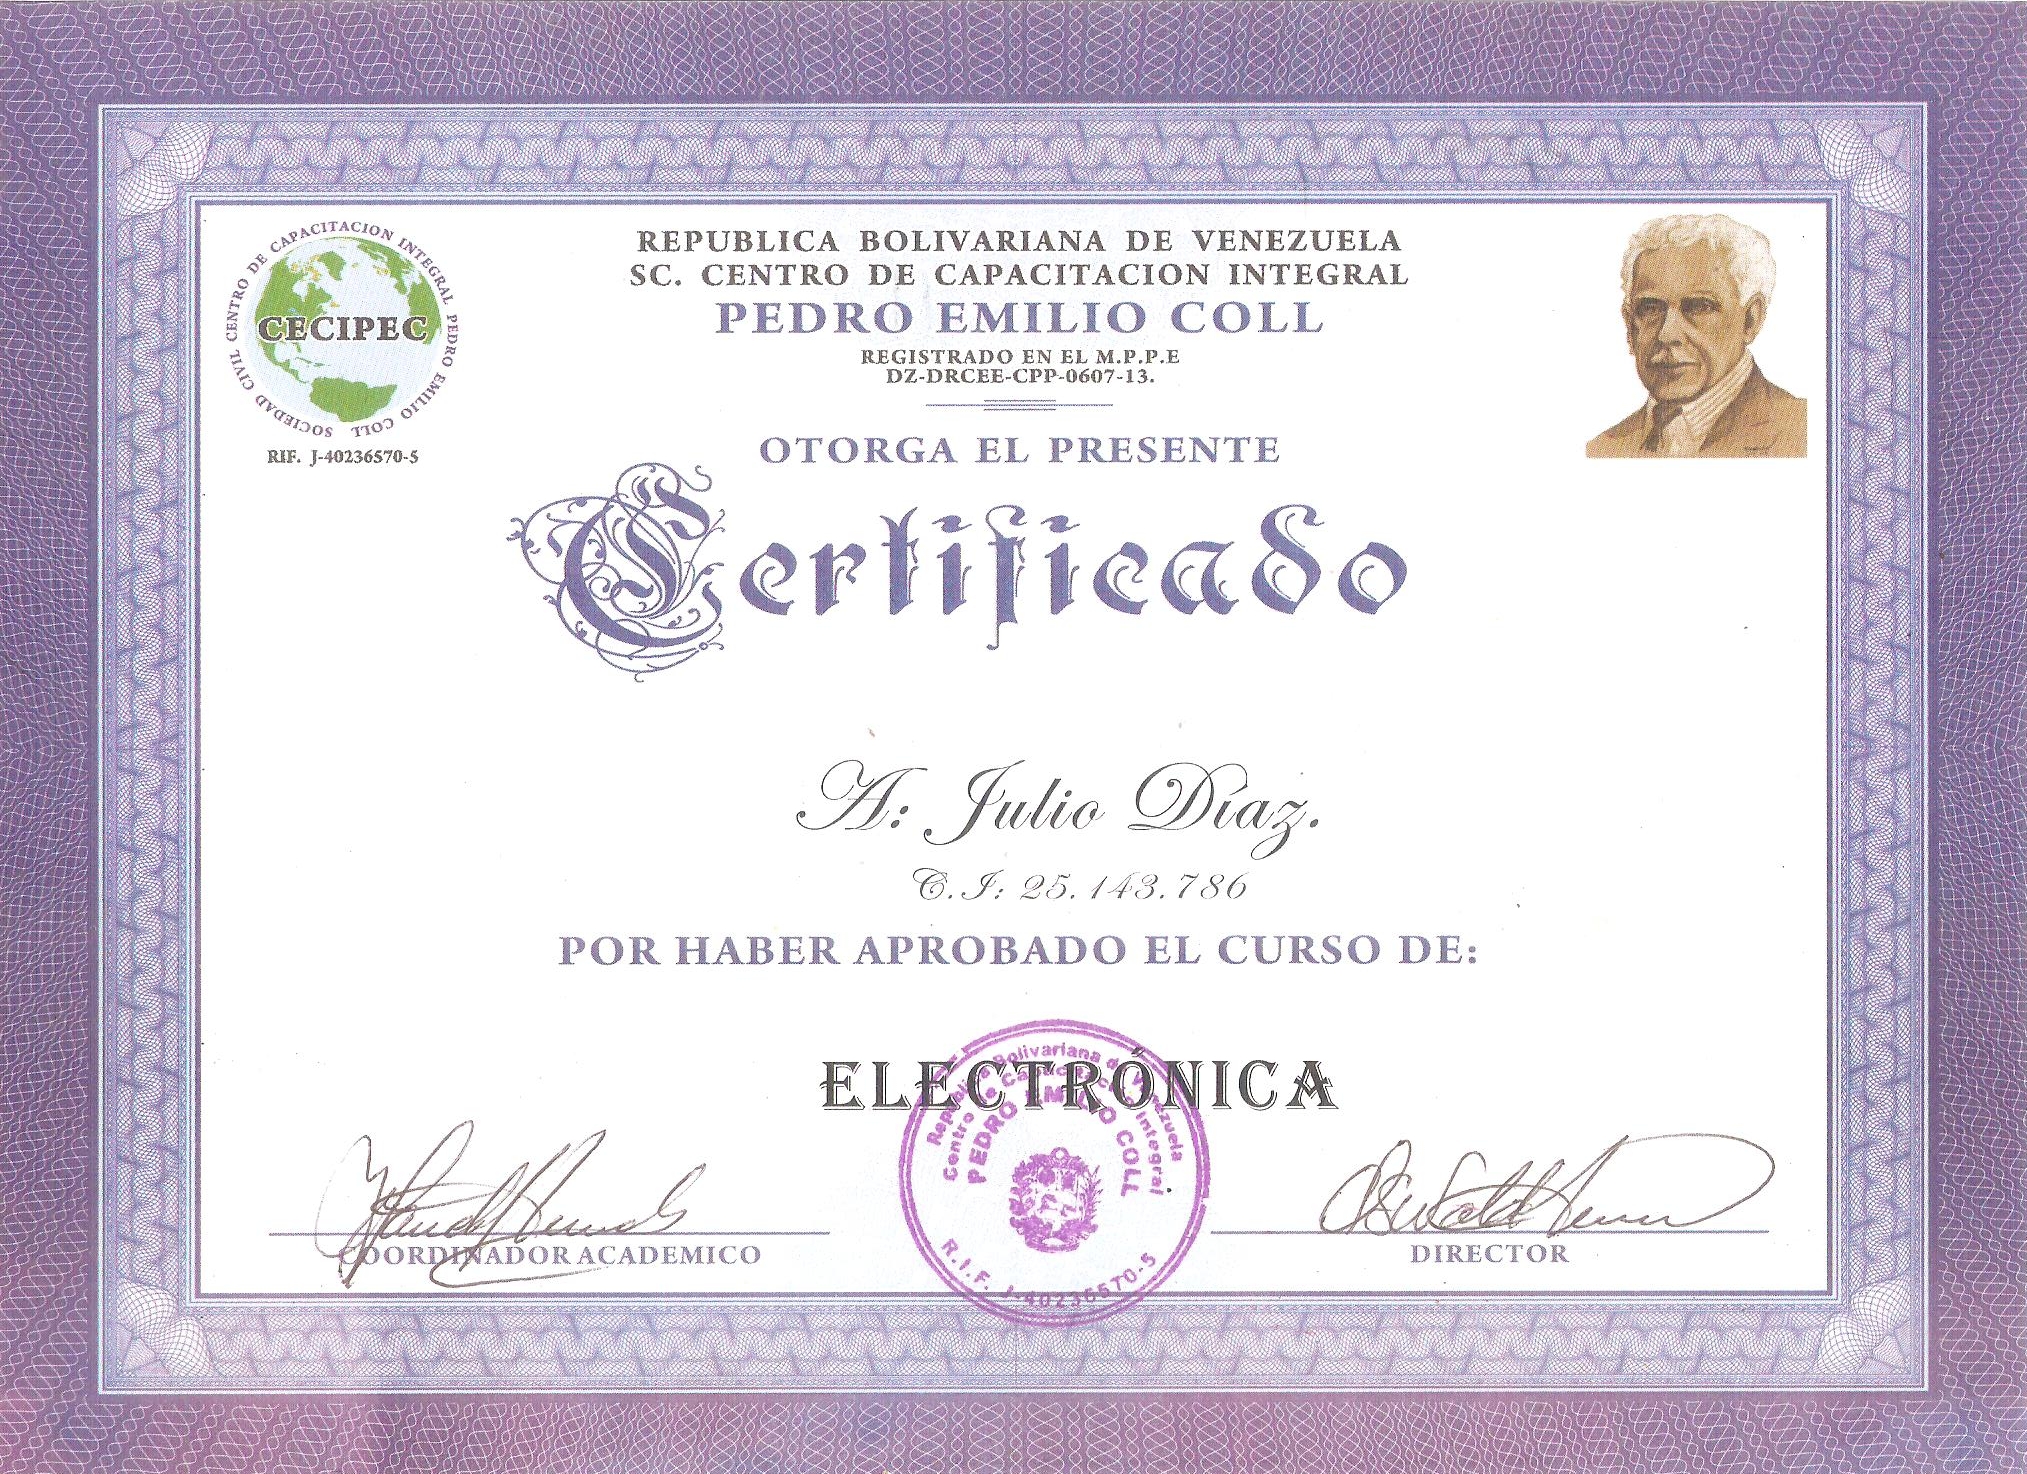 SOCIEDAD CIVIL CENTRO DE CAPACITACION INTEGRAL PEDRO EMILIO COLL
CECIPEC
RIF. J-40236570-5
REPUBLICA BOLIVARIANA DE VENEZUELA
SC. CENTRO DE CAPACITACION INTEGRAL
PEDRO EMILIO COLL
REGISTRADO EN EL M.P.P.E
DZ-DRCEE-CPP-0607-13.
OTORGA EL PRESENTE
Certificado
A: Julio Díaz.
C.I: 25.143.786
POR HABER APROBADO EL CURSO DE:
ELECTRÓNICA
República Bolivariana de Venezuela
Centro de Capacitación Integral
PEDRO EMILIO COLL
R.I.F. J-40236570-5
COORDINADOR ACADEMICO
DIRECTOR